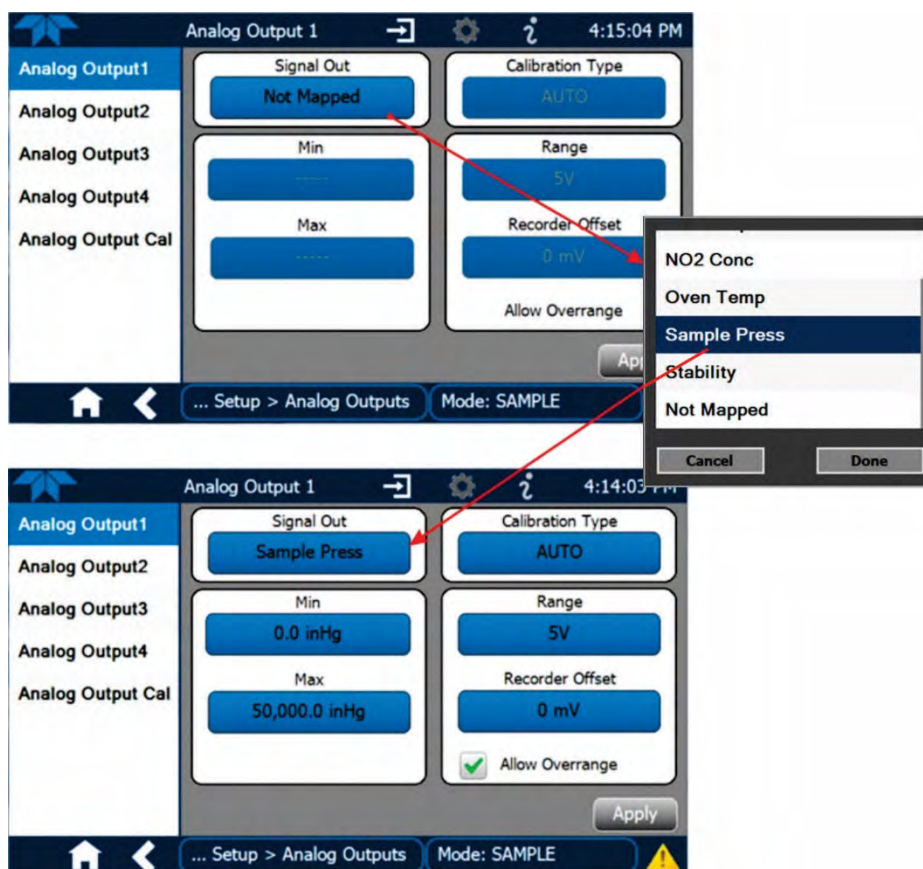 Analog Output 1
4:15:04 PM
Analog Output1
Analog Output2
Analog Output3
Analog Output4
Analog Output Cal
Signal Out
Not Mapped
Min
-----
Max
-----
Calibration Type
AUTO
Range
5V
Recorder Offset
0 mV
Allow Overrange
... Setup > Analog Outputs
Mode: SAMPLE
NO2 Conc
Oven Temp
Sample Press
Stability
Not Mapped
Cancel
Done
Analog Output 1
4:14:03 PM
Analog Output1
Analog Output2
Analog Output3
Analog Output4
Analog Output Cal
Signal Out
Sample Press
Min
0.0 inHg
Max
50,000.0 inHg
Calibration Type
AUTO
Range
5V
Recorder Offset
0 mV
Allow Overrange
Apply
... Setup > Analog Outputs
Mode: SAMPLE